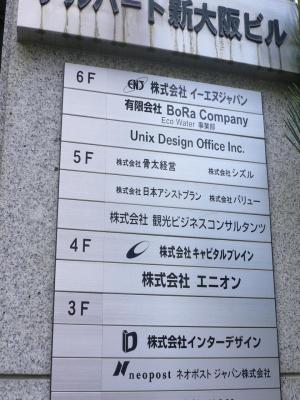 アルバート新大阪ビル
6F END 株式会社 イーエヌジャパン
有限会社 BoRa Company
Eco Water 事業部
Unix Design Office Inc.
5F 株式会社 骨太経営 株式会社 シズル
株式会社 日本アシストプラン 株式会社 バリュー
株式会社 観光ビジネスコンサルタンツ
4F 株式会社 キャピタルブレイン
株式会社 エニオン
3F
株式会社インターデザイン
neopost ネオポスト ジャパン株式会社